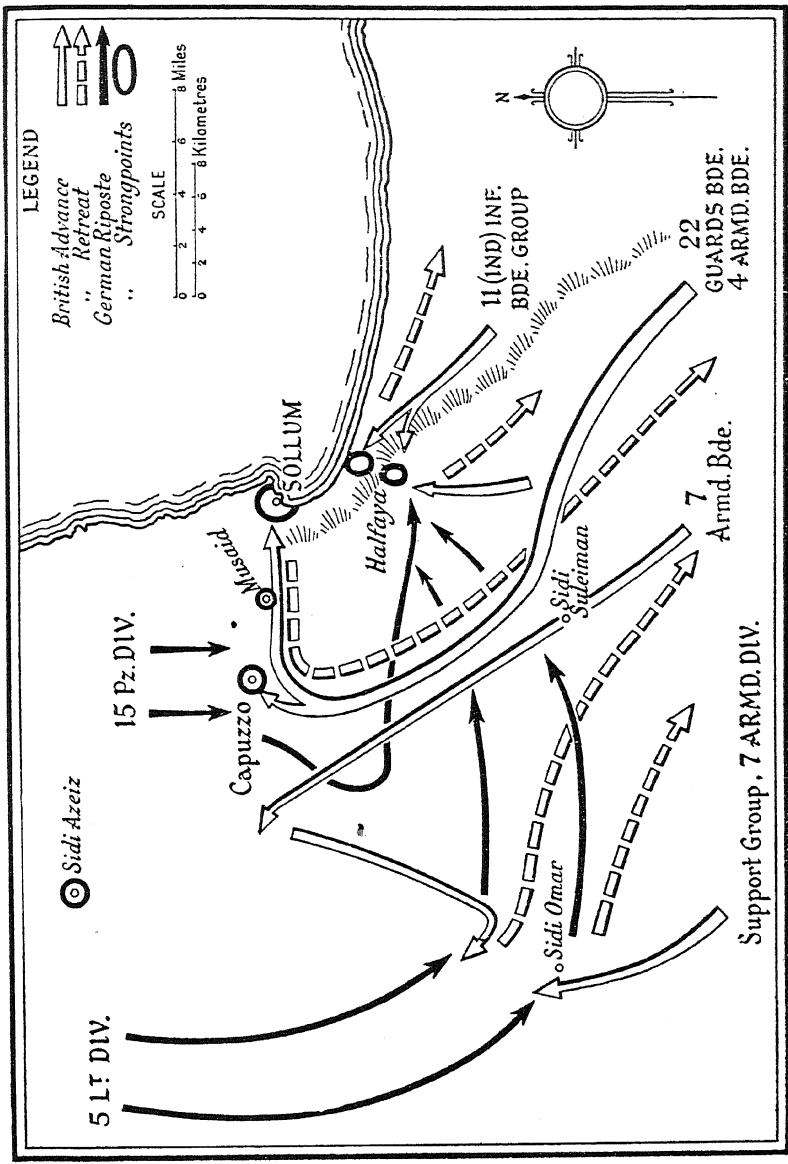 LEGEND
British Advance
,, Retreat
German Riposte
,, Strongpoints
SCALE
0 2 4 6 8 Miles
0 2 4 6 8 Kilometres
N
5 LT DIV.
Sidi Azeiz
15 Pz. DIV.
Capuzzo
Musaid
SOLLUM
Halfaya
11 (IND) INF.
BDE. GROUP
22
GUARDS BDE.
4 ARMD. BDE.
7
Armd. Bde.
Sidi
Suleiman
Sidi Omar
Support Group, 7 ARMD. DIV.